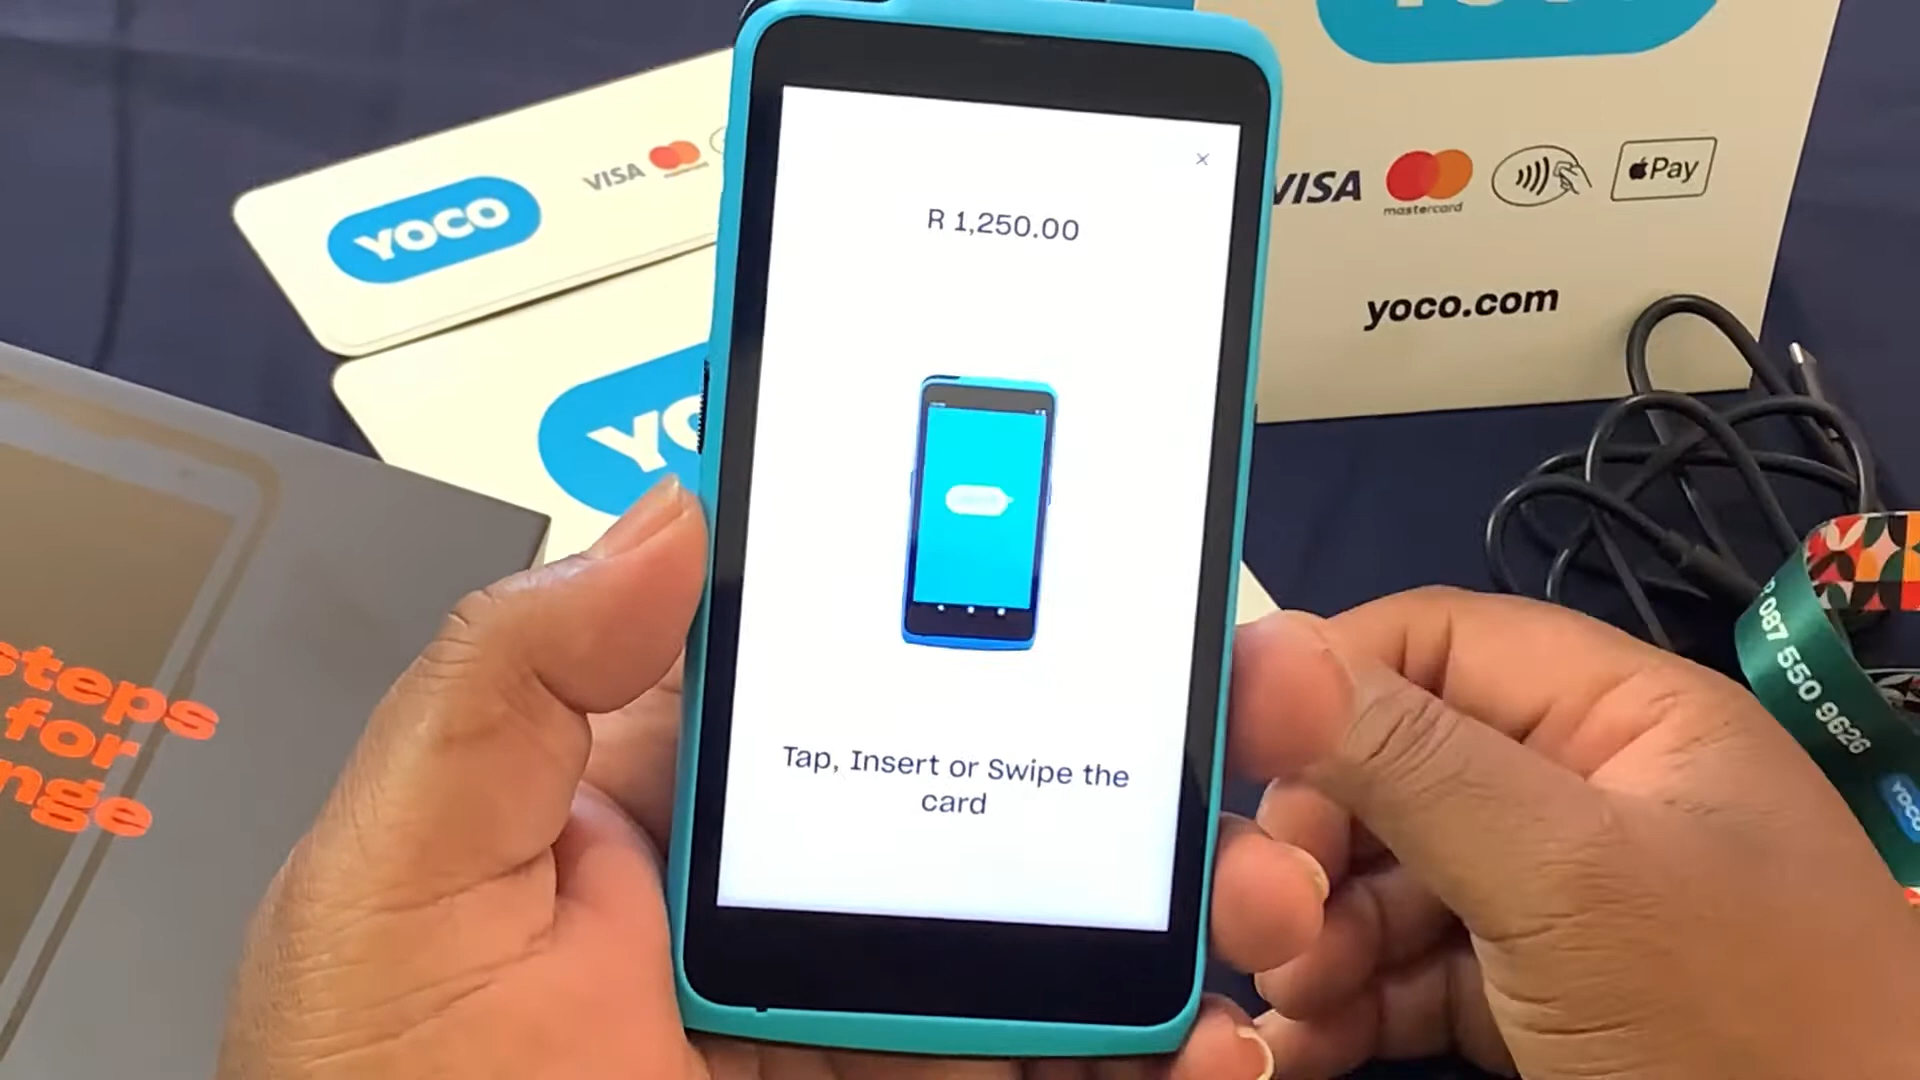 YOCO
VISA
YOCO
VISA
mastercard
Pay
yoco.com
R 1,250.00
Tap, Insert or Swipe the
card
steps
for
087 550 9626
YOCO